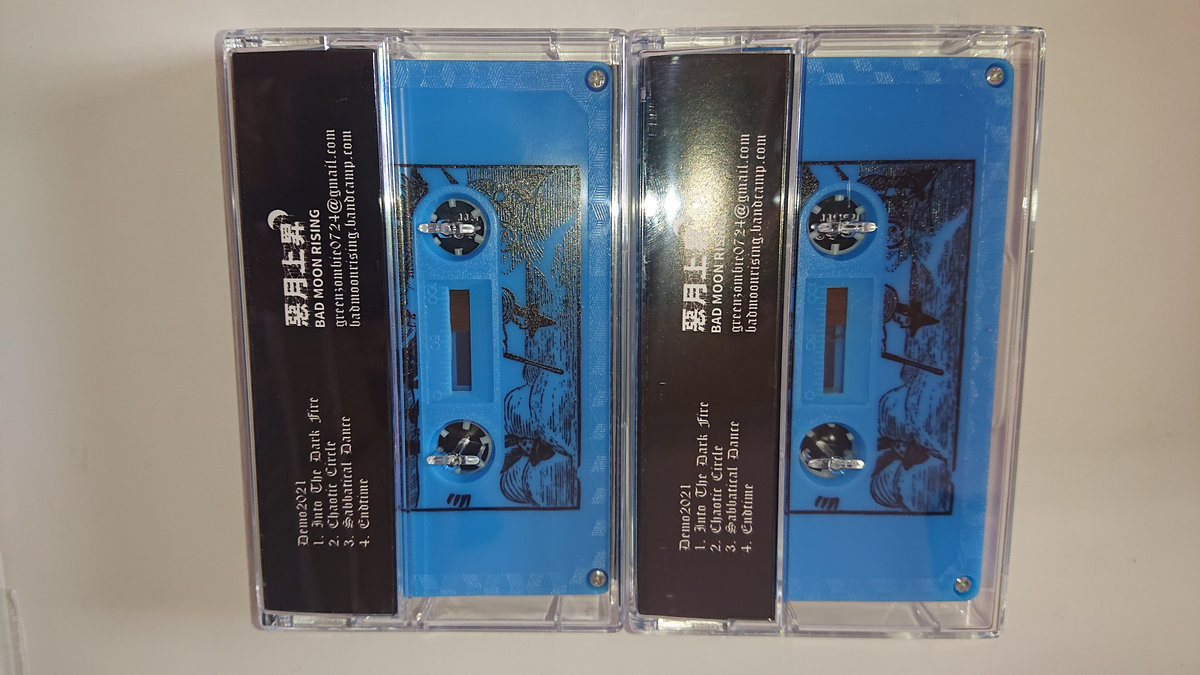 Demo2021
1. Into The Dark Fire
2. Chaotic Circle
3. Sabbatical Dance
4. Endtime
惡月上昇
BAD MOON RISING
greenzombie0724@gmail.com
badmoonrising.bandcamp.com
Demo2021
1. Into The Dark Fire
2. Chaotic Circle
3. Sabbatical Dance
4. Endtime
惡月上昇
BAD MOON RISING
greenzombie0724@gmail.com
badmoonrising.bandcamp.com